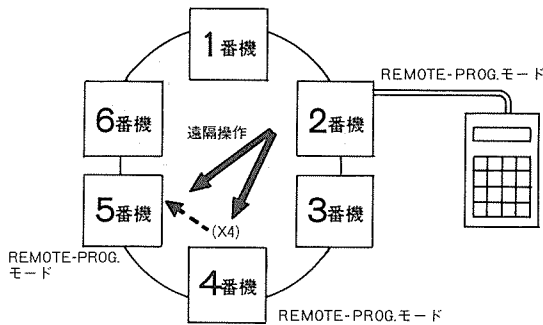 1番機
REMOTE-PROG.モード
6番機
遠隔操作
2番機
5番機
(X4)
3番機
REMOTE-PROG.
モード
4番機
REMOTE-PROG.モード